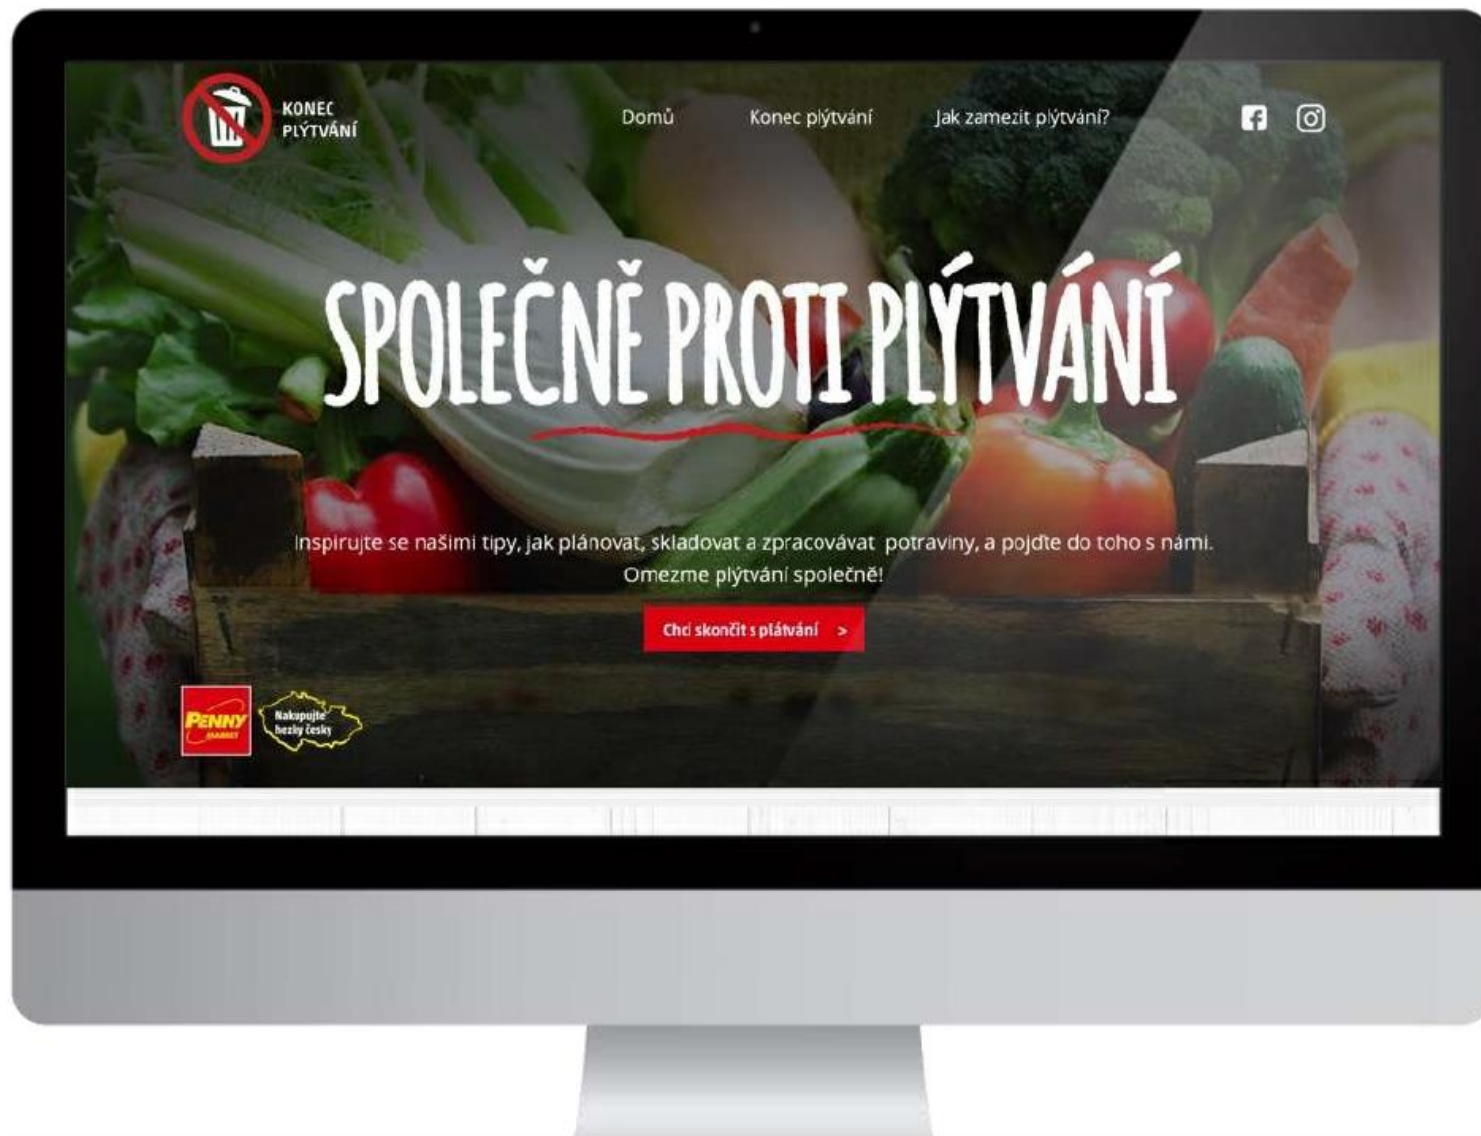 KONEC
PLÝTVÁNÍ
Domů Konec plýtvání Jak zamezit plýtvání?
SPOLEČNĚ PROTI PLÝTVÁNÍ
Inspirujte se našimi tipy, jak plánovat, skladovat a zpracovávat potraviny, a pojďte do toho s námi.
Omezme plýtvání společně!
Chci skončit s plátvání >
PENNY
MARKET
Nakupujte
hezky česky